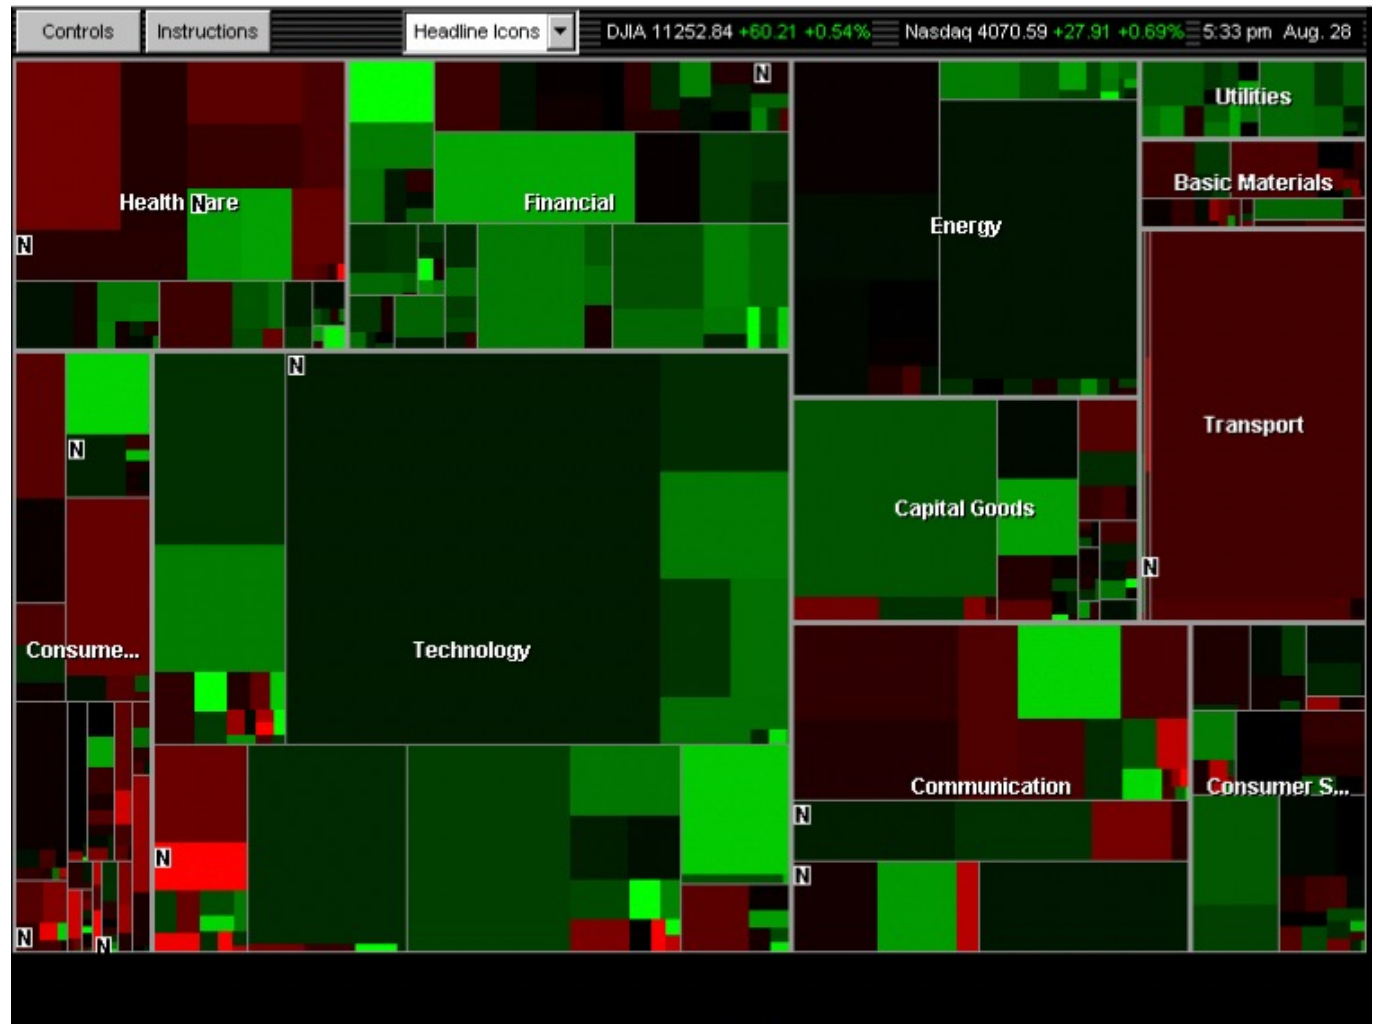 Controls Instructions Headline Icons DJIA 11252.84 +60.21 +0.54% Nasdaq 4070.59 +27.91 +0.69% 5:33 pm Aug. 28
N
Utilities
Basic Materials
Health N are Financial
Energy
N
N
Transport
N
Capital Goods
N
Consume... Technology
Communication Consumer S...
N
N
N
N
N